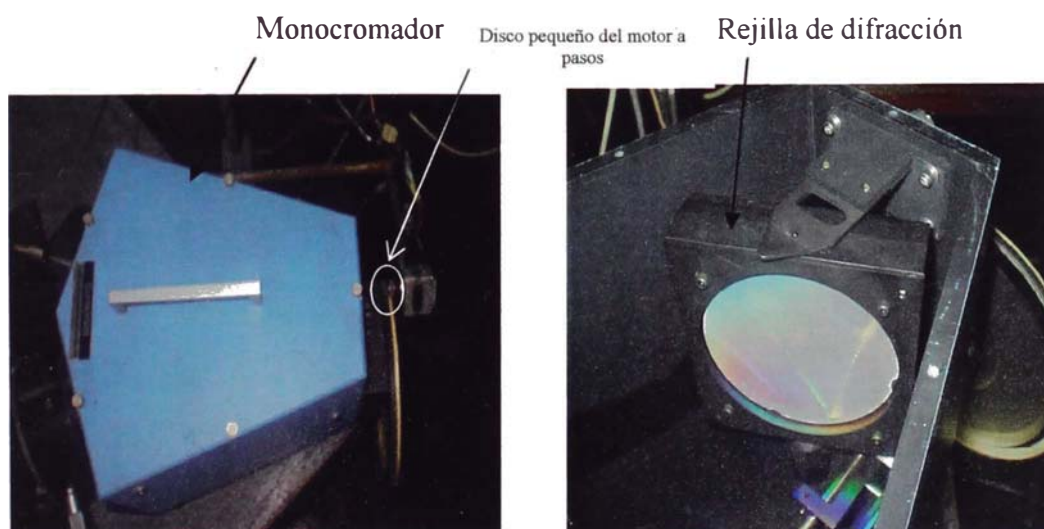 Monocromador
Disco pequeño del motor a
pasos
Rejilla de difracción